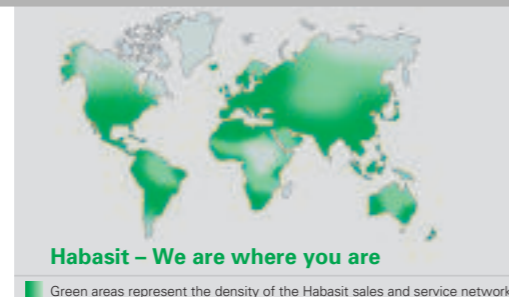 Habasit – We are where you are
Green areas represent the density of the Habasit sales and service network